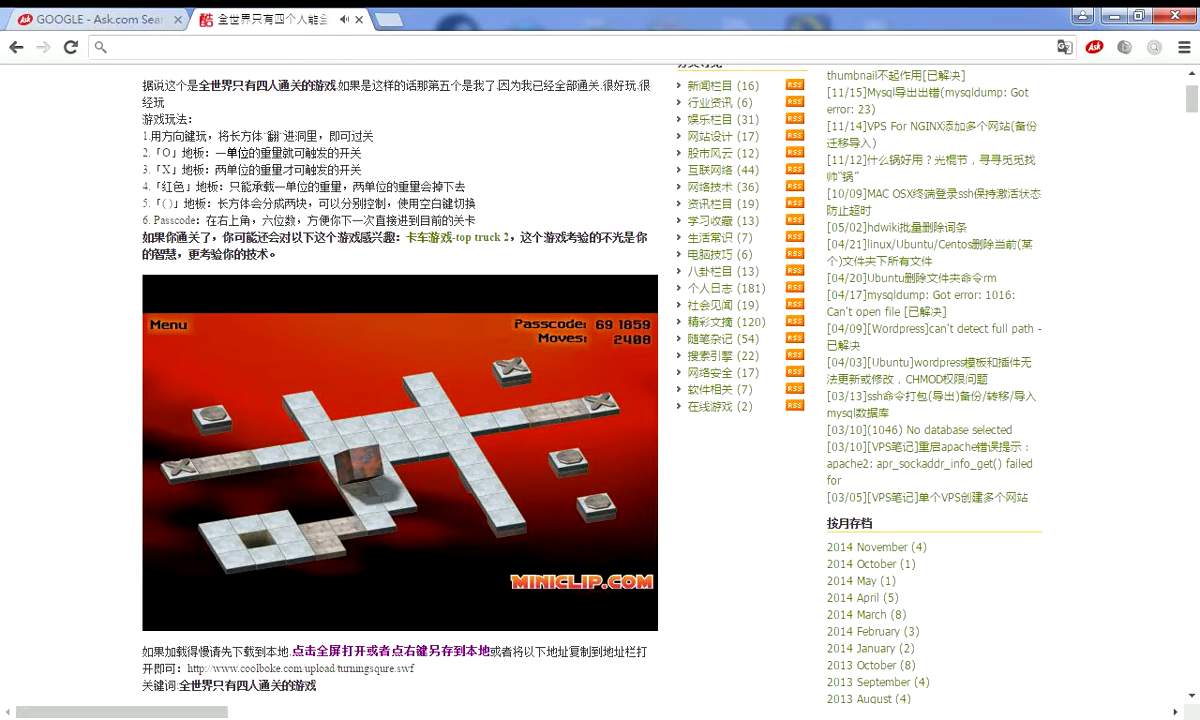 GOOGLE - Ask.com Sear
全世界只有四个人能全
据说这个是全世界只有四人通关的游戏.如果是这样的话那第五个是我了.因为我已经全部通关.很好玩.很
经玩
游戏玩法：
1.用方向键玩，将长方体"翻"进洞里，即可过关
2.「O」地板：一单位的重量就可触发的开关
3.「X」地板：两单位的重量才可触发的开关
4.「红色」地板：只能承载一单位的重量，两单位的重量会掉下去
5.「( )」地板：长方体会分成两块，可以分别控制，使用空白键切换
6. Passcode：在右上角，六位数，方便你下一次直接进到目前的关卡
如果你通关了，你可能还会对以下这个游戏感兴趣：卡车游戏-top truck 2，这个游戏考验的不光是你
的智慧，更考验你的技术。
Menu
Passcode: 691859
Moves: 2408
MINICLIP.COM
如果加载得慢请先下载到本地.点击全屏打开或者点右键另存到本地或者将以下地址复制到地址栏打
开即可：http://www.coolboke.com/upload/turningsqure.swf
关键词:全世界只有四人通关的游戏
新闻栏目 (16) RSS
行业资讯 (6) RSS
娱乐栏目 (31) RSS
网站设计 (17) RSS
股市风云 (12) RSS
互联网络 (44) RSS
网络技术 (36) RSS
资讯栏目 (19) RSS
学习收藏 (13) RSS
生活常识 (7) RSS
电脑技巧 (6) RSS
八卦栏目 (13) RSS
个人日志 (181) RSS
社会见闻 (19) RSS
精彩文摘 (120) RSS
随笔杂记 (54) RSS
搜索引擎 (22) RSS
网络安全 (17) RSS
软件相关 (7) RSS
在线游戏 (2) RSS
thumbnail不起作用[已解决]
[11/15]Mysql导出出错(mysqldump: Got
error: 23)
[11/14]VPS For NGINX添加多个网站(备份
迁移导入)
[11/12]什么锅好用？光棍节，寻寻觅觅找
帅"锅"
[10/09]MAC OSX终端登录ssh保持激活状态
防止超时
[05/02]hdwiki批量删除词条
[04/21]linux/Ubuntu/Centos删除当前(某
个)文件夹下所有文件
[04/20]Ubuntu删除文件夹命令rm
[04/17]mysqldump: Got error: 1016:
Can't open file [已解决]
[04/09][Wordpress]can't detect full path -
已解决
[04/03][Ubuntu]wordpress模板和插件无
法更新或修改，CHMOD权限问题
[03/13]ssh命令打包(导出)备份/转移/导入
mysql数据库
[03/10](1046) No database selected
[03/10][VPS笔记]重启apache错误提示：
apache2: apr_sockaddr_info_get() failed
for
[03/05][VPS笔记]单个VPS创建多个网站
按月存档
2014 November (4)
2014 October (1)
2014 May (1)
2014 April (5)
2014 March (8)
2014 February (3)
2014 January (2)
2013 October (8)
2013 September (4)
2013 August (4)